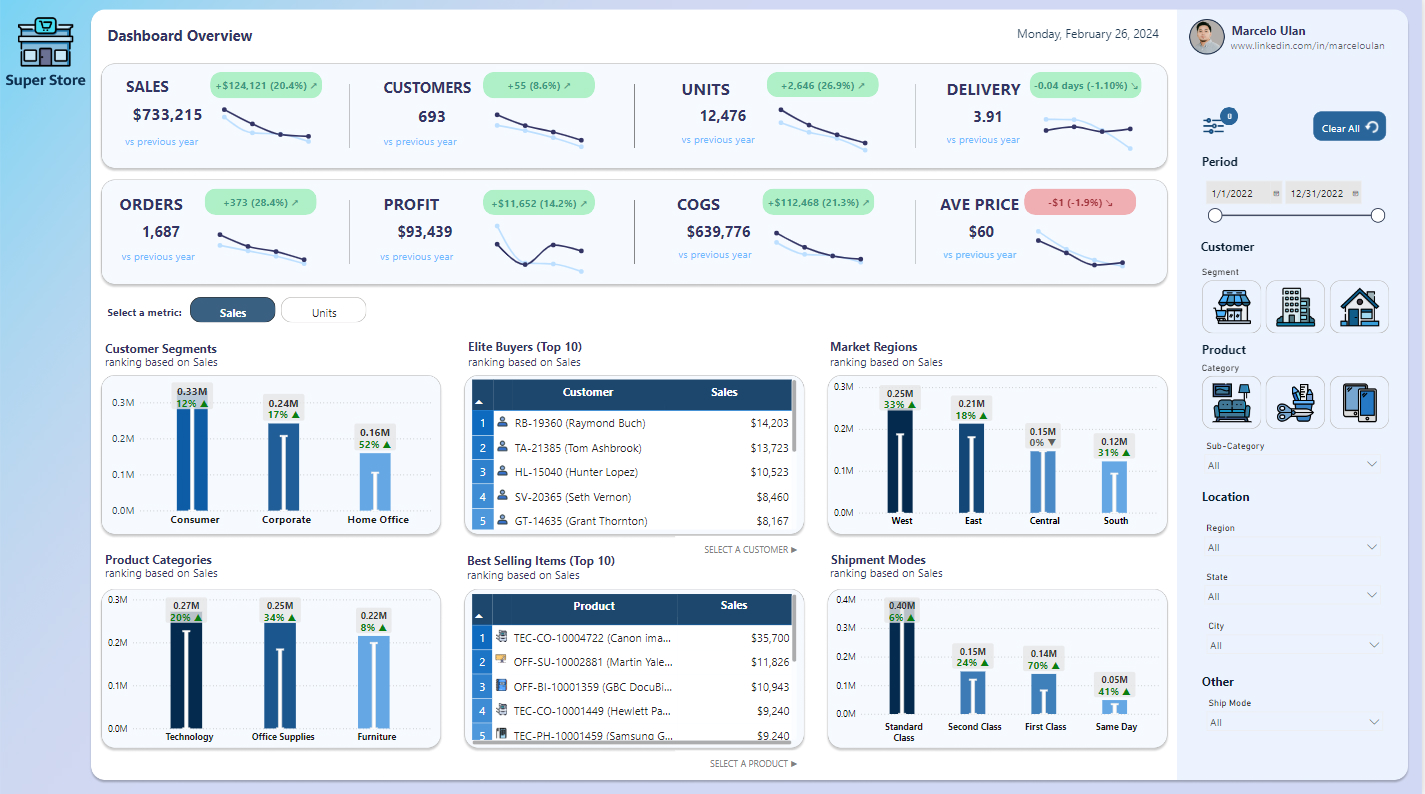 Super Store
Dashboard Overview
Monday, February 26, 2024
SALES
+$124,121 (20.4%) ↗
$733,215
vs previous year
CUSTOMERS
+55 (8.6%) ↗
693
vs previous year
UNITS
+2,646 (26.9%) ↗
12,476
vs previous year
DELIVERY
-0.04 days (-1.10%) ↘
3.91
vs previous year
ORDERS
+373 (28.4%) ↗
1,687
vs previous year
PROFIT
+$11,652 (14.2%) ↗
$93,439
vs previous year
COGS
+$112,468 (21.3%) ↗
$639,776
vs previous year
AVE PRICE
-$1 (-1.9%) ↘
$60
vs previous year
Select a metric: Sales Units
Customer Segments
ranking based on Sales
0.3M
0.2M
0.1M
0.0M
0.33M
12% ▲
0.24M
17% ▲
0.16M
52% ▲
Consumer Corporate Home Office
Elite Buyers (Top 10)
ranking based on Sales
Customer Sales
1 RB-19360 (Raymond Buch) $14,203
2 TA-21385 (Tom Ashbrook) $13,723
3 HL-15040 (Hunter Lopez) $10,523
4 SV-20365 (Seth Vernon) $8,460
5 GT-14635 (Grant Thornton) $8,167
SELECT A CUSTOMER ▶
Market Regions
ranking based on Sales
0.3M
0.2M
0.1M
0.0M
0.25M
33% ▲
0.21M
18% ▲
0.15M
0% ▼
0.12M
31% ▲
West East Central South
Product Categories
ranking based on Sales
0.3M
0.2M
0.1M
0.0M
0.27M
20% ▲
0.25M
34% ▲
0.22M
8% ▲
Technology Office Supplies Furniture
Best Selling Items (Top 10)
ranking based on Sales
Product Sales
1 TEC-CO-10004722 (Canon ima... $35,700
2 OFF-SU-10002881 (Martin Yale... $11,826
3 OFF-BI-10001359 (GBC DocuBi... $10,943
4 TEC-CO-10001449 (Hewlett Pa... $9,240
5 TEC-PH-10001459 (Samsung G... $9,240
SELECT A PRODUCT ▶
Shipment Modes
ranking based on Sales
0.4M
0.3M
0.2M
0.1M
0.0M
0.40M
6% ▲
0.15M
24% ▲
0.14M
70% ▲
0.05M
41% ▲
Standard Class Second Class First Class Same Day
Marcelo Ulan
www.linkedin.com/in/marceloulan
0
Clear All
Period
1/1/2022 12/31/2022
Customer
Segment
Product
Category
Sub-Category
All
Location
Region
All
State
All
City
All
Other
Ship Mode
All